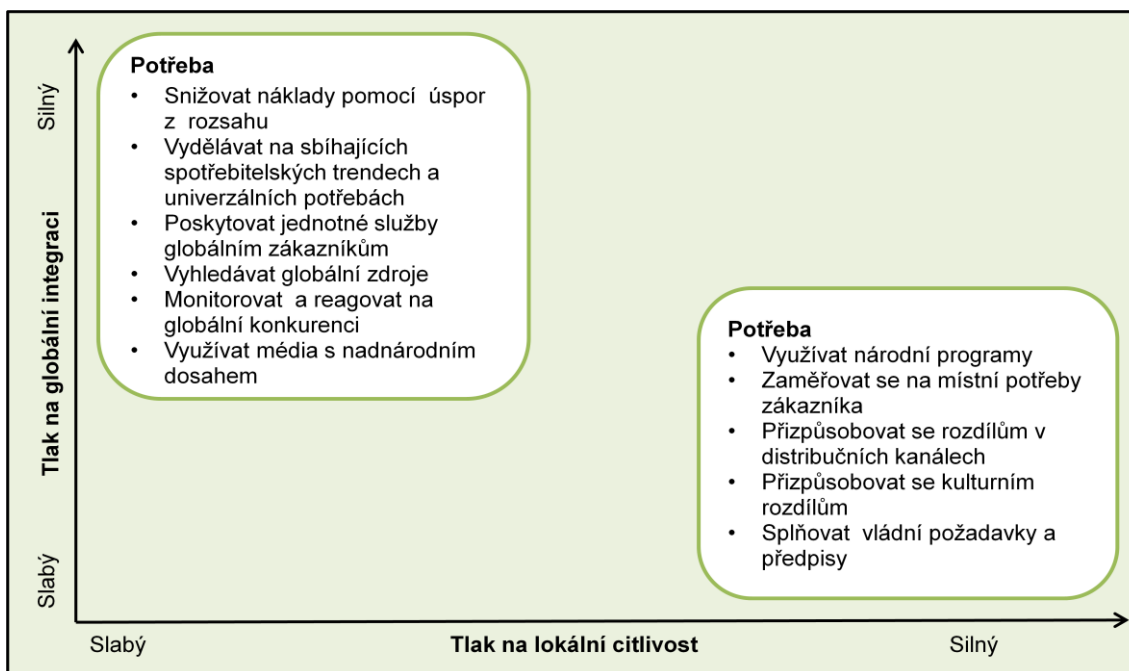 Silný
Tlak na globální integraci
Slabý
Potřeba
• Snižovat náklady pomocí úspor
z rozsahu
• Vydělávat na sbíhajících
spotřebitelských trendech a
univerzálních potřebách
• Poskytovat jednotné služby
globálním zákazníkům
• Vyhledávat globální zdroje
• Monitorovat a reagovat na
globální konkurenci
• Využívat média s nadnárodním
dosahem
Potřeba
• Využívat národní programy
• Zaměřovat se na místní potřeby
zákazníka
• Přizpůsobovat se rozdílům v
distribučních kanálech
• Přizpůsobovat se kulturním
rozdílům
• Splňovat vládní požadavky a
předpisy
Slabý
Tlak na lokální citlivost
Silný